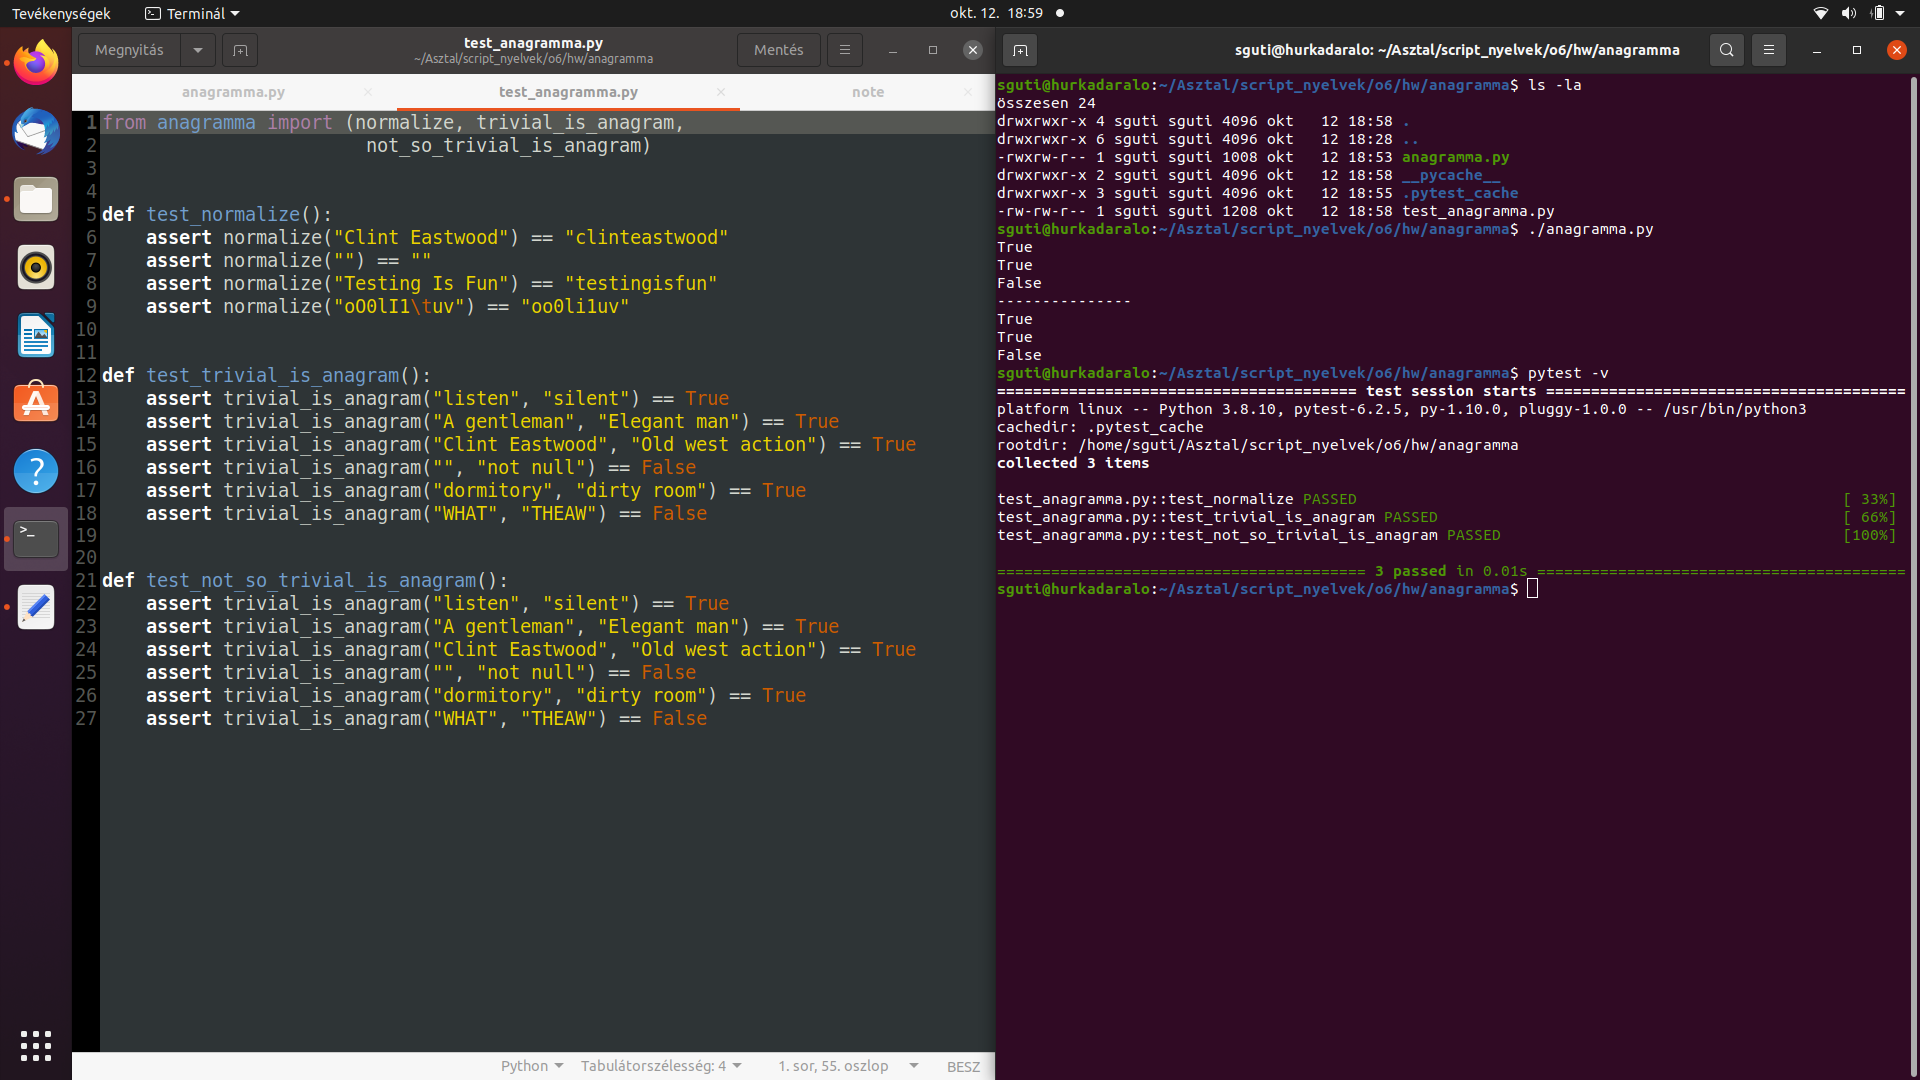 Tevékenységek
Terminál
okt. 12. 18:59
Megnyitás
test_anagramma.py
~/Asztal/script_nyelvek/o6/hw/anagramma
Mentés
anagramma.py
test_anagramma.py
note
1 from anagramma import (normalize, trivial_is_anagram,
2                         not_so_trivial_is_anagram)
3
4
5 def test_normalize():
6     assert normalize("Clint Eastwood") == "clinteastwood"
7     assert normalize("") == ""
8     assert normalize("Testing Is Fun") == "testingisfun"
9     assert normalize("oO0lI1\tuv") == "oo0li1uv"
10
11
12 def test_trivial_is_anagram():
13     assert trivial_is_anagram("listen", "silent") == True
14     assert trivial_is_anagram("A gentleman", "Elegant man") == True
15     assert trivial_is_anagram("Clint Eastwood", "Old west action") == True
16     assert trivial_is_anagram("", "not null") == False
17     assert trivial_is_anagram("dormitory", "dirty room") == True
18     assert trivial_is_anagram("WHAT", "THEAW") == False
19
20
21 def test_not_so_trivial_is_anagram():
22     assert trivial_is_anagram("listen", "silent") == True
23     assert trivial_is_anagram("A gentleman", "Elegant man") == True
24     assert trivial_is_anagram("Clint Eastwood", "Old west action") == True
25     assert trivial_is_anagram("", "not null") == False
26     assert trivial_is_anagram("dormitory", "dirty room") == True
27     assert trivial_is_anagram("WHAT", "THEAW") == False
Python
Tabulátorszélesség: 4
1. sor, 55. oszlop
BESZ
sguti@hurkadaralo: ~/Asztal/script_nyelvek/o6/hw/anagramma
sguti@hurkadaralo:~/Asztal/script_nyelvek/o6/hw/anagramma$ ls -la
összesen 24
drwxrwxr-x 4 sguti sguti 4096 okt   12 18:58 .
drwxrwxr-x 6 sguti sguti 4096 okt   12 18:28 ..
-rwxrw-r-- 1 sguti sguti 1008 okt   12 18:53 anagramma.py
drwxrwxr-x 2 sguti sguti 4096 okt   12 18:58 __pycache__
drwxrwxr-x 3 sguti sguti 4096 okt   12 18:55 .pytest_cache
-rw-rw-r-- 1 sguti sguti 1208 okt   12 18:58 test_anagramma.py
sguti@hurkadaralo:~/Asztal/script_nyelvek/o6/hw/anagramma$ ./anagramma.py
True
True
False
---------------
True
True
False
sguti@hurkadaralo:~/Asztal/script_nyelvek/o6/hw/anagramma$ pytest -v
======================================== test session starts ========================================
platform linux -- Python 3.8.10, pytest-6.2.5, py-1.10.0, pluggy-1.0.0 -- /usr/bin/python3
cachedir: .pytest_cache
rootdir: /home/sguti/Asztal/script_nyelvek/o6/hw/anagramma
collected 3 items
test_anagramma.py::test_normalize PASSED [ 33%]
test_anagramma.py::test_trivial_is_anagram PASSED [ 66%]
test_anagramma.py::test_not_so_trivial_is_anagram PASSED [100%]
========================================= 3 passed in 0.01s =========================================
sguti@hurkadaralo:~/Asztal/script_nyelvek/o6/hw/anagramma$